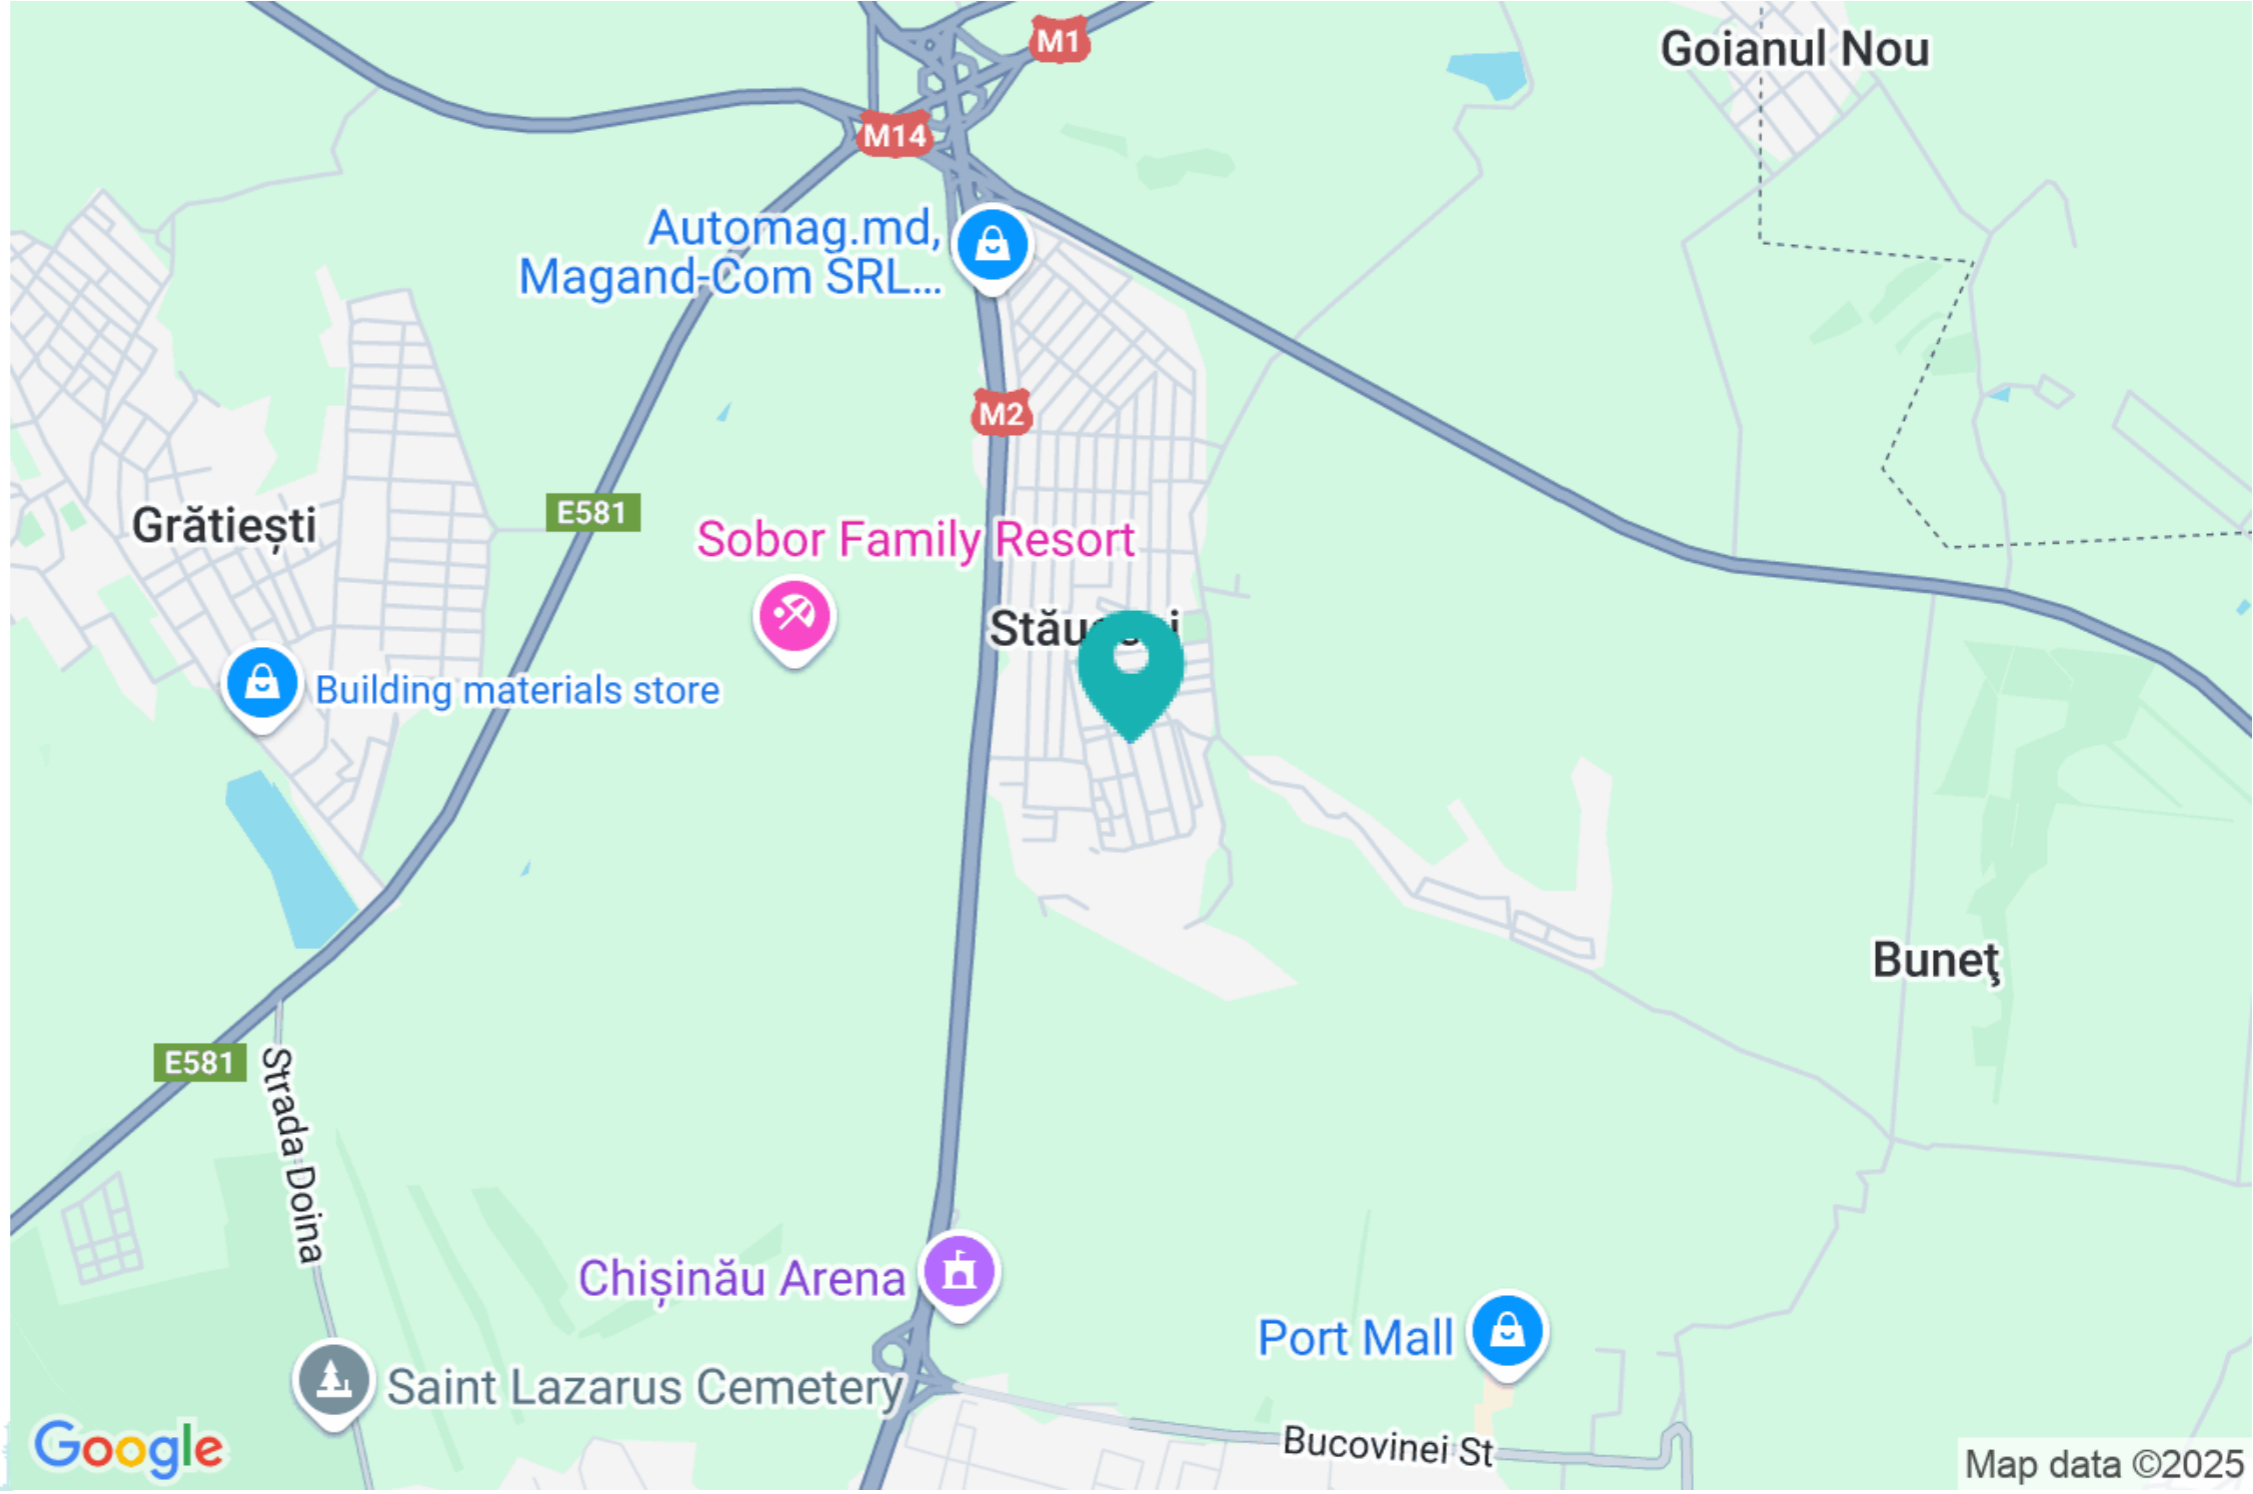 M1
Goianul Nou
M14
Automag.md,
Magand-Com SRL...
M2
E581
Grătiești
Sobor Family Resort
Building materials store
Buneţ
E581
Strada Doina
Chișinău Arena
Port Mall
Saint Lazarus Cemetery
Bucovinei St
Google
Map data ©2025